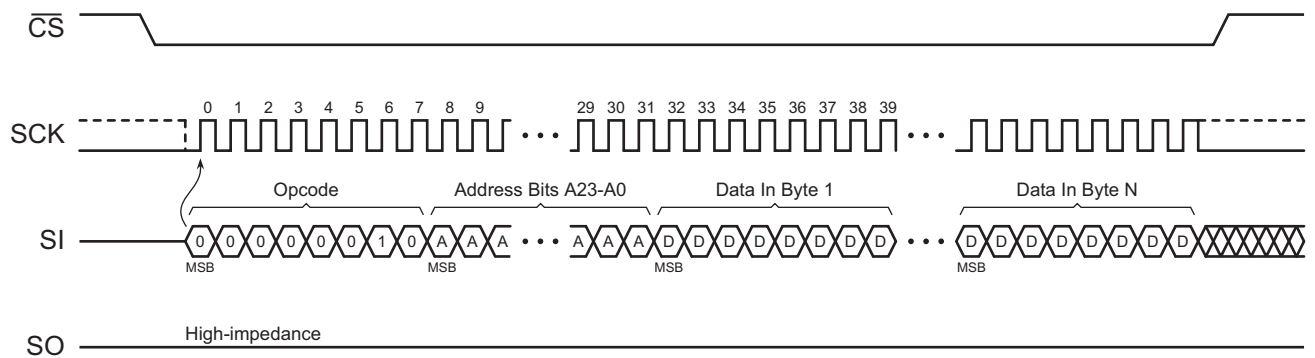 CS
0 1 2 3 4 5 6 7 8 9 29 30 31 32 33 34 35 36 37 38 39
SCK
Opcode Address Bits A23-A0 Data In Byte 1 Data In Byte N
SI 0 0 0 0 0 0 1 0 A A A A A A D D D D D D D D D D D D D D D D
MSB MSB MSB MSB
High-impedance
SO